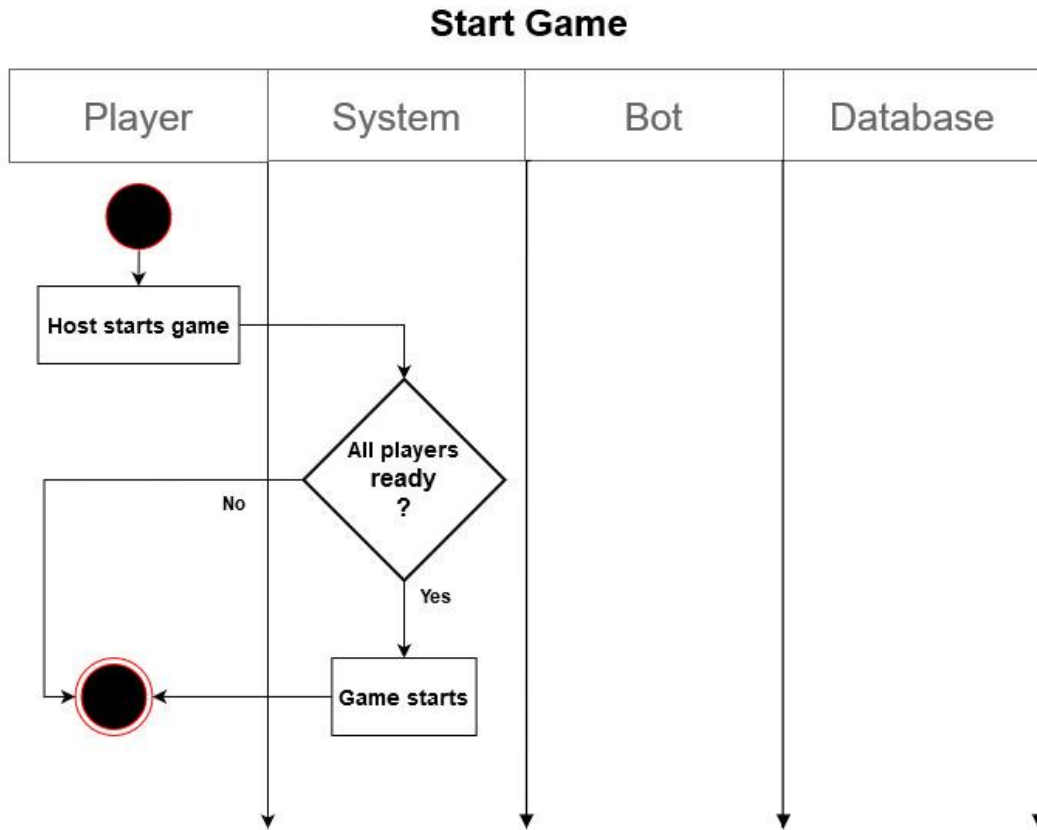 Start Game
Player
System
Bot
Database
Host starts game
All players
ready
?
No
Yes
Game starts